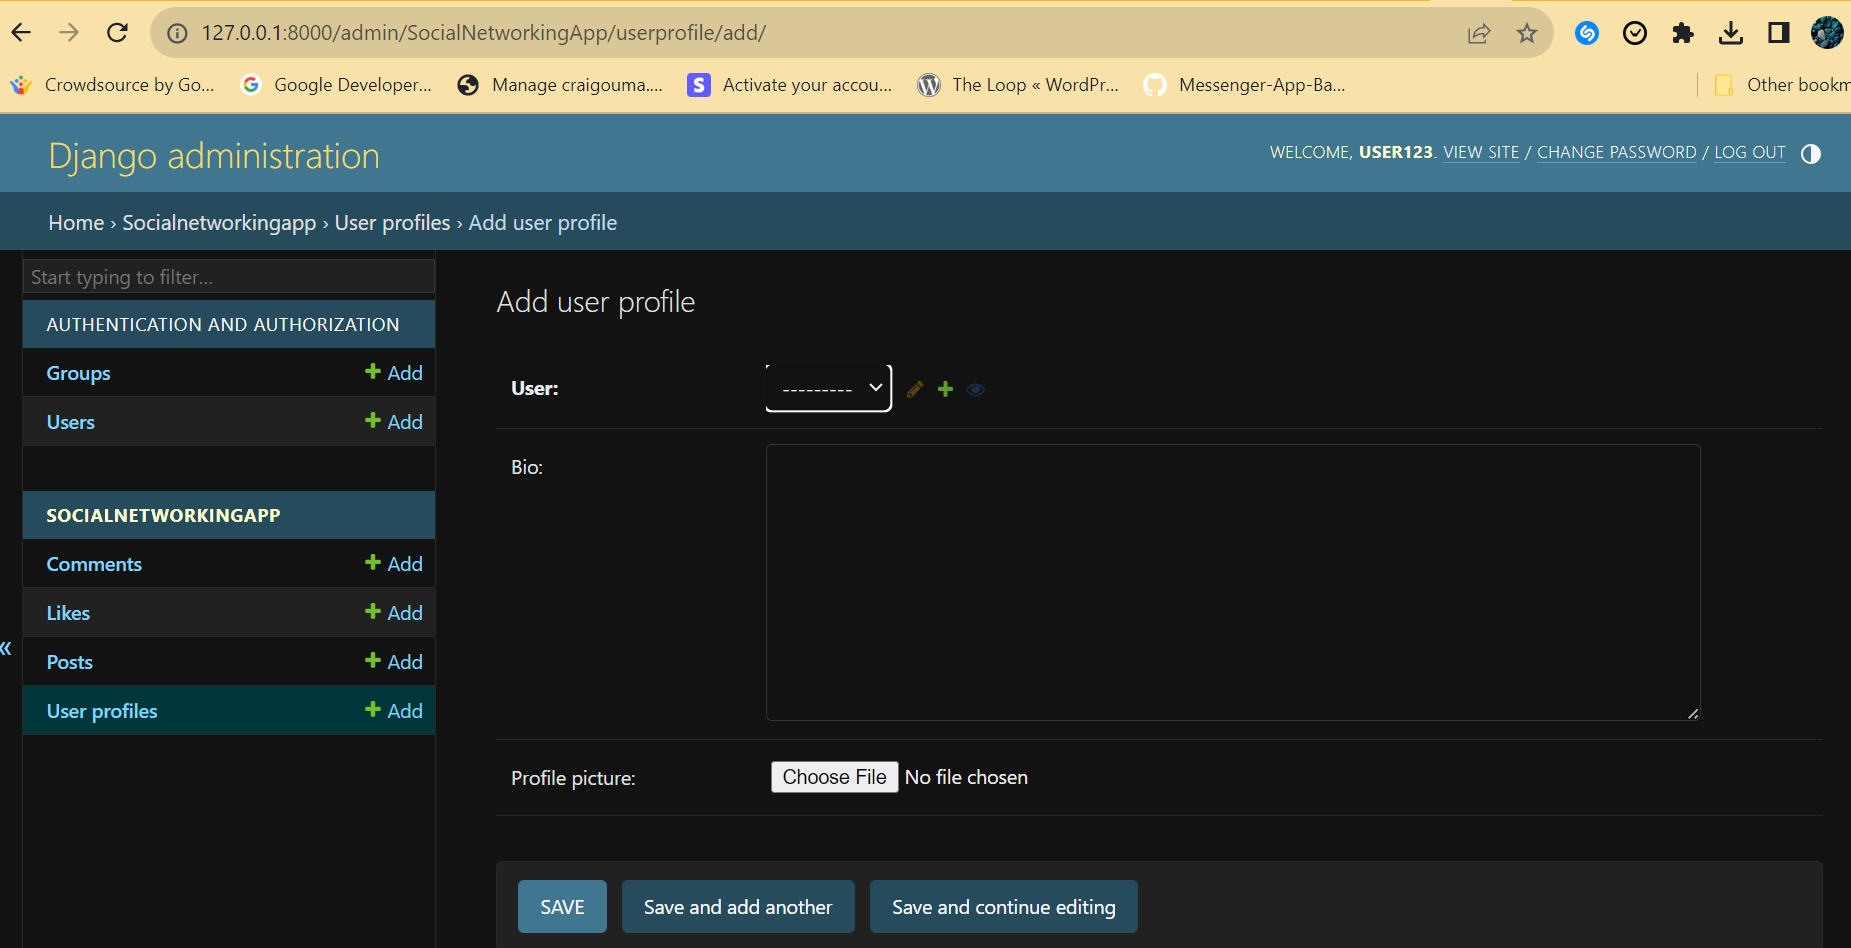 127.0.0.1:8000/admin/SocialNetworkingApp/userprofile/add/
Crowdsource by Go...
Google Developer...
Manage craigouma....
S
Activate your accou...
The Loop « WordPr...
Messenger-App-Ba...
Other bookm
Django administration
WELCOME, USER123. VIEW SITE / CHANGE PASSWORD / LOG OUT
Home › Socialnetworkingapp › User profiles › Add user profile
Start typing to filter...
AUTHENTICATION AND AUTHORIZATION
Groups
Add
Users
Add
SOCIALNETWORKINGAPP
Comments
Add
Likes
Add
Posts
Add
User profiles
Add
«
Add user profile
User:
---------
Bio:
Profile picture:
Choose File No file chosen
SAVE
Save and add another
Save and continue editing